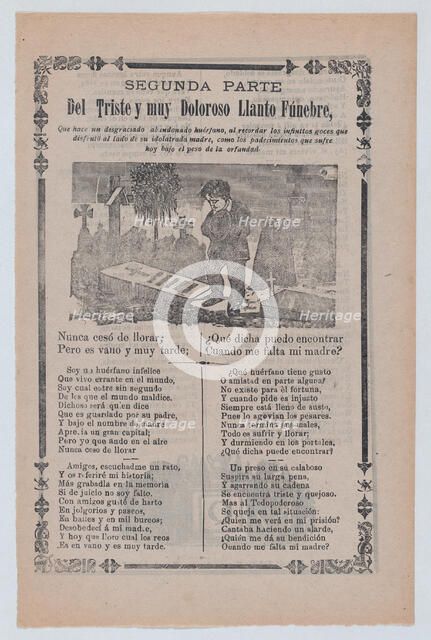 SEGUNDA PARTE
Del Triste y muy Doloroso Llanto Fúnebre,
Que hace un desgraciado abandonado huérfano, al recordar los infinitos goces que
disfrutó al lado de su idolatrada madre, como los padecimientos que sufre
hoy bajo el peso de la orfandad.
Heritage
Heritage
Heritage
Heritage
Nunca cesó de llorar;
Pero es vano y muy tarde;
¿Qué dicha puedo encontrar
Cuando me falta mi madre?
Soy un huérfano infelice
Que vivo errante en el mundo,
Soy cual entre sin segundo
De los que el mundo maldice.
Dichoso será quien dice
Que es guardado por su padre,
Y bajo el nombre de madre
un gran capital;
Pero yo que ando en el aire
Nunca ceso de llorar
Amigos, escuchadme un rato,
Y os referiré mi historia;
Más grabadia en la memoria
Si de juicio no soy falto.
Con amigos gusté de harto
En jolgorios y paseos,
En bailes y en mil bureos;
Desobedecí á mi madre,
Y hoy que lloro cual los reos
Es en vano y es muy tarde.
¿Qué huérfano tiene gusto
O amistad en parte alguna?
No existe para él fortuna,
Y cuando pide es injusto
Siempre está lleno de susto,
Pues lo agovian los pesares.
Nunca terminan males,
Todo es sufrir y llorar;
Y durmiendo en los portales,
¿Qué dicha puede encontrar?
Un preso en su calaboso
Suspira su larga pena,
Y agarrando su cadena
Se encuentra triste y quejoso.
Mas al Todopoderoso
Se queja en tal situación:
¿Quién me verá en mi prisión?
Cantaba haciendo un alarde,
¿Quién me dá su bendición
Cuando me falta mi madre?